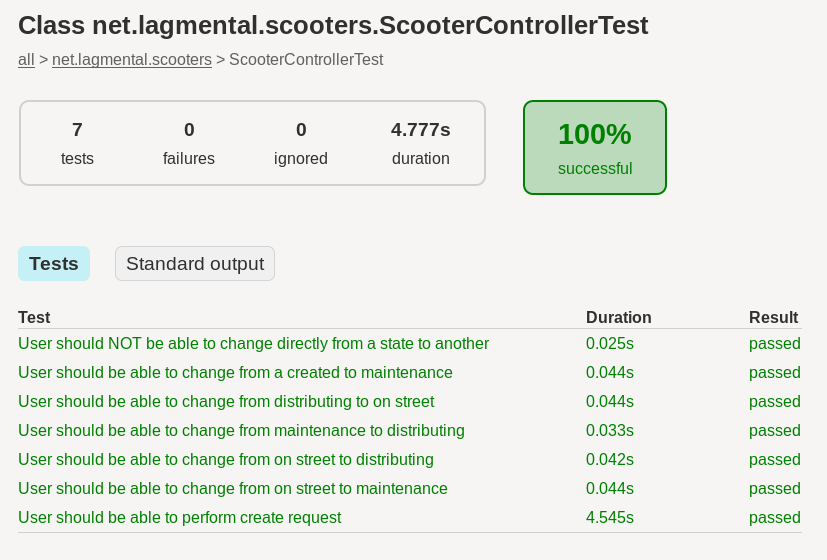 Class net.lagmental.scooters.ScooterControllerTest
all > net.lagmental.scooters > ScooterControllerTest
7 0 0 4.777s 100%
tests failures ignored duration successful
Tests Standard output
Test Duration Result
User should NOT be able to change directly from a state to another 0.025s passed
User should be able to change from a created to maintenance 0.044s passed
User should be able to change from distributing to on street 0.044s passed
User should be able to change from maintenance to distributing 0.033s passed
User should be able to change from on street to distributing 0.042s passed
User should be able to change from on street to maintenance 0.044s passed
User should be able to perform create request 4.545s passed